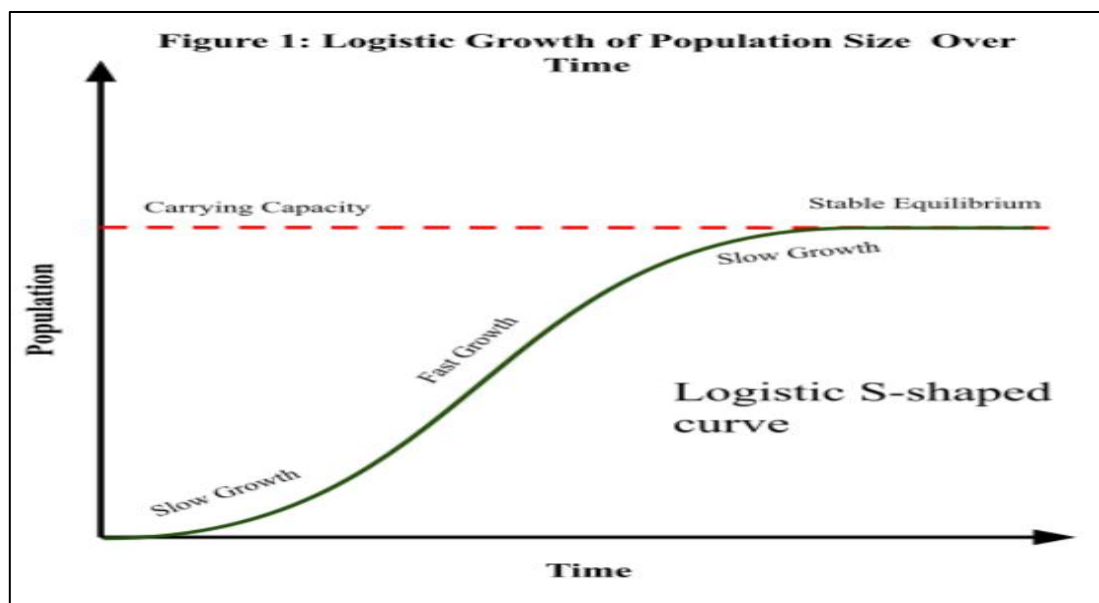 Figure 1: Logistic Growth of Population Size Over
Time
Carrying Capacity
Stable Equilibrium
Slow Growth
Fast Growth
Population
Logistic S-shaped
curve
Slow Growth
Time